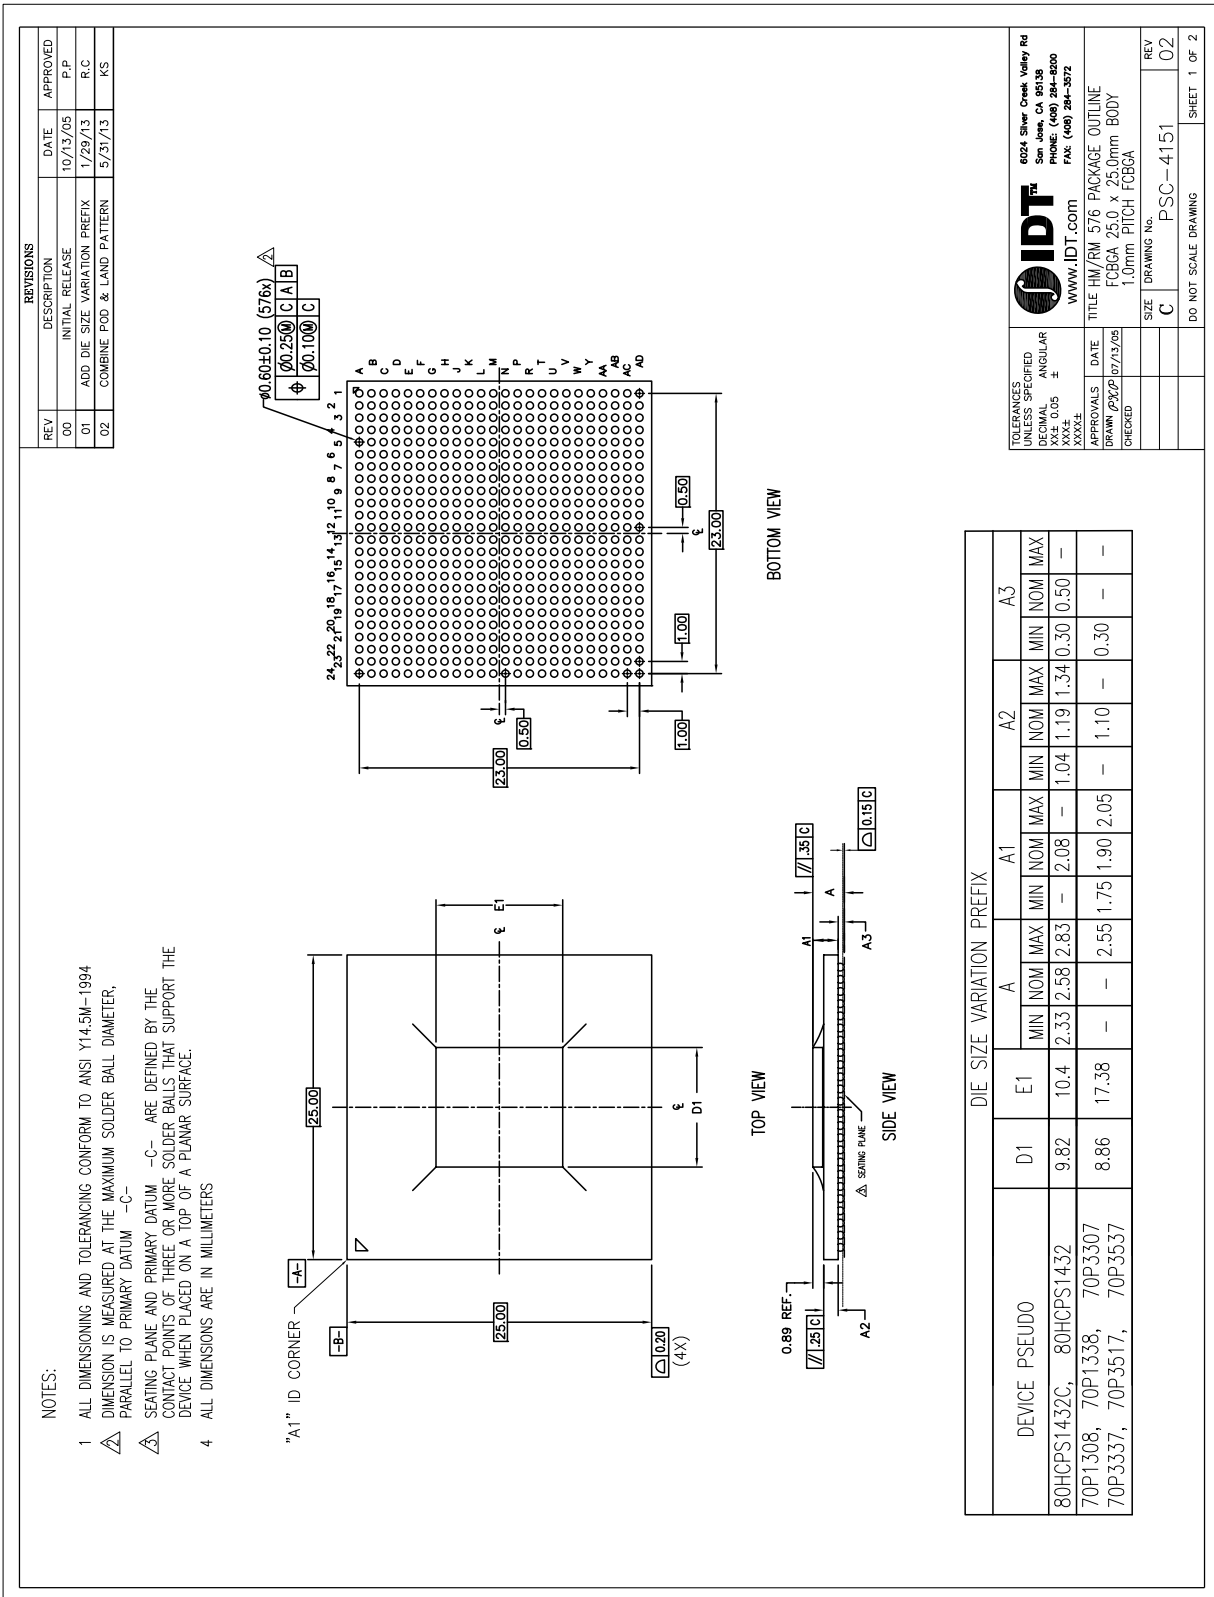 NOTES:
1 ALL DIMENSIONING AND TOLERANCING CONFORM TO ANSI Y14.5M-1994
2 DIMENSION IS MEASURED AT THE MAXIMUM SOLDER BALL DIAMETER,
PARALLEL TO PRIMARY DATUM -C-
3 SEATING PLANE AND PRIMARY DATUM -C- ARE DEFINED BY THE
CONTACT POINTS OF THREE OR MORE SOLDER BALLS THAT SUPPORT THE
DEVICE WHEN PLACED ON A TOP OF A PLANAR SURFACE.
4 ALL DIMENSIONS ARE IN MILLIMETERS
REVISIONS
REV DESCRIPTION DATE APPROVED
00 INITIAL RELEASE 10/13/05 P.P
01 ADD DIE SIZE VARIATION PREFIX 1/29/13 R.C
02 COMBINE POD & LAND PATTERN 5/31/13 KS
"A1" ID CORNER
-A-
-B-
25.00
25.00
⌓ 0.20
(4X)
E1
℄
℄
D1
TOP VIEW
0.89 REF.
// .25 C
A2
3 SEATING PLANE
A1
// .35 C
A
A3
⌓ 0.15 C
SIDE VIEW
Ø0.60±0.10 (576x) 2
⌖ Ø0.25Ⓜ C A B
Ø0.10Ⓜ C
24 23 22 21 20 19 18 17 16 15 14 13 12 11 10 9 8 7 6 5 4 3 2 1
A
B
C
D
E
F
G
H
J
K
L
M
N
P
R
T
U
V
W
Y
AA
AB
AC
AD
23.00
℄
0.50
1.00
1.00
0.50
℄
23.00
BOTTOM VIEW
DIE SIZE VARIATION PREFIX
DEVICE PSEUDO D1 E1 A A1 A2 A3
MIN NOM MAX MIN NOM MAX MIN NOM MAX MIN NOM MAX
80HCPS1432C, 80HCPS1432 9.82 10.4 2.33 2.58 2.83 - 2.08 - 1.04 1.19 1.34 0.30 0.50 -
70P1308, 70P1338, 70P3307
70P3337, 70P3517, 70P3537 8.86 17.38 - - 2.55 1.75 1.90 2.05 - 1.10 - 0.30 - -
TOLERANCES
UNLESS SPECIFIED
DECIMAL ANGULAR
XX± 0.05 ±
XXX±
XXXX±
APPROVALS DATE
DRAWN PKP 07/13/05
CHECKED
IDT™
www.IDT.com
6024 Silver Creek Valley Rd
San Jose, CA 95138
PHONE: (408) 284-8200
FAX: (408) 284-3572
TITLE HM/RM 576 PACKAGE OUTLINE
FCBGA 25.0 x 25.0mm BODY
1.0mm PITCH FCBGA
SIZE DRAWING No. REV
C PSC-4151 02
DO NOT SCALE DRAWING SHEET 1 OF 2